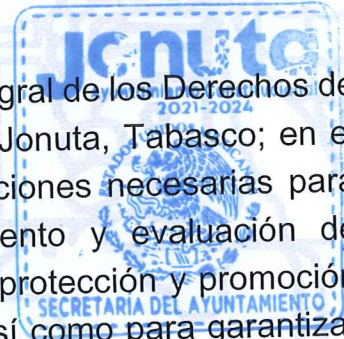 Jonuta
2021-2024
gral de los Derechos de
Jonuta, Tabasco; en e
ciones necesarias para
ento y evaluación de
protección y promoción
SECRETARIA DEL AYUNTAMIENTO
sí como para garantiza